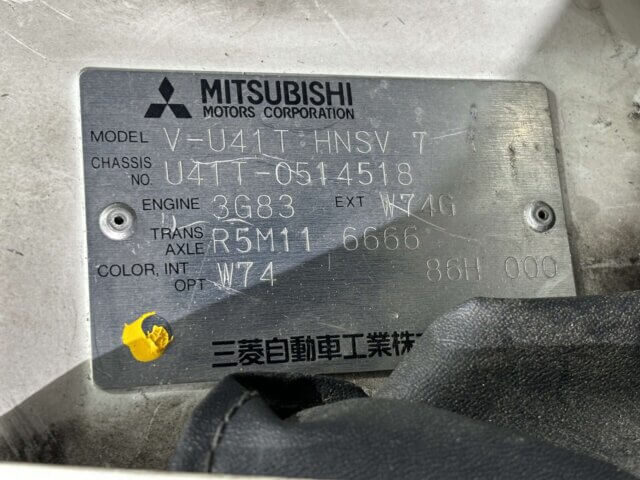 MITSUBISHI
MOTORS CORPORATION
MODEL V-U41T HNSV 7
CHASSIS NO. U41T-0514518
ENGINE 3G83 EXT W74G
TRANS AXLE R5M11 6666
COLOR, INT OPT W74 86H 000
三菱自動車工業株